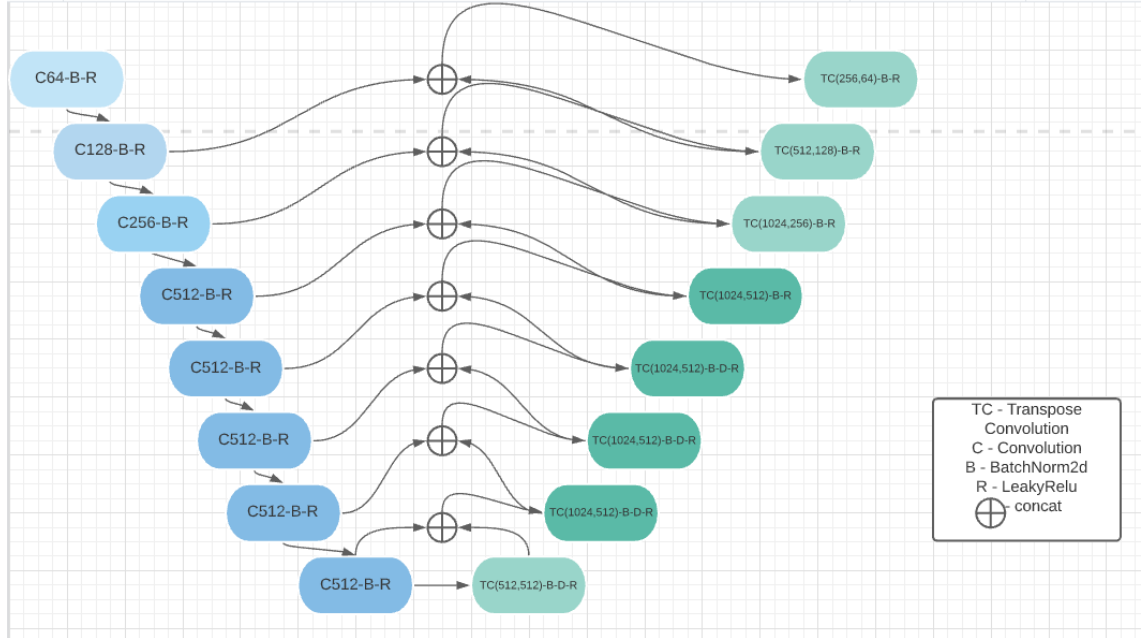 C64-B-R
TC(256,64)-B-R
C128-B-R
TC(512,128)-B-R
C256-B-R
TC(1024,256)-B-R
C512-B-R
TC(1024,512)-B-R
C512-B-R
TC(1024,512)-B-D-R
C512-B-R
TC(1024,512)-B-D-R
C512-B-R
TC(1024,512)-B-D-R
C512-B-R
TC(512,512)-B-D-R
TC - Transpose
Convolution
C - Convolution
B - BatchNorm2d
R - LeakyRelu
- concat